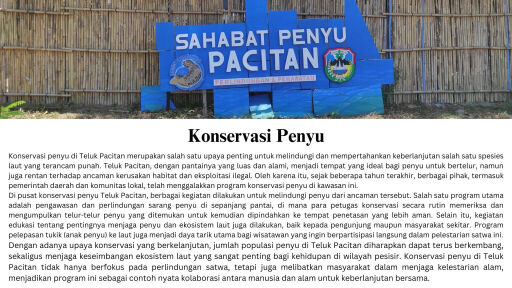 SAHABAT PENYU
PACITAN
PERLINDUNGAN & PENANGKARAN
Konservasi Penyu
Konservasi penyu di Teluk Pacitan merupakan salah satu upaya penting untuk melindungi dan mempertahankan keberlanjutan salah satu spesies
laut yang terancam punah. Teluk Pacitan, dengan pantainya yang luas dan alami, menjadi tempat yang ideal bagi penyu untuk bertelur, namun
juga rentan terhadap ancaman kerusakan habitat dan eksploitasi ilegal. Oleh karena itu, sejak beberapa tahun terakhir, berbagai pihak, termasuk
pemerintah daerah dan komunitas lokal, telah menggalakkan program konservasi penyu di kawasan ini.
Di pusat konservasi penyu Teluk Pacitan, berbagai kegiatan dilakukan untuk melindungi penyu dari ancaman tersebut. Salah satu program utama
adalah pengawasan dan perlindungan sarang penyu di sepanjang pantai, di mana para petugas konservasi secara rutin memeriksa dan
mengumpulkan telur-telur penyu yang ditemukan untuk kemudian dipindahkan ke tempat penetasan yang lebih aman. Selain itu, kegiatan
edukasi tentang pentingnya menjaga penyu dan ekosistem laut juga dilakukan, baik kepada pengunjung maupun masyarakat sekitar. Program
pelepasan tukik (anak penyu) ke laut juga menjadi daya tarik utama bagi wisatawan yang ingin berpartisipasi langsung dalam pelestarian satwa ini.
Dengan adanya upaya konservasi yang berkelanjutan, jumlah populasi penyu di Teluk Pacitan diharapkan dapat terus berkembang,
sekaligus menjaga keseimbangan ekosistem laut yang sangat penting bagi kehidupan di wilayah pesisir. Konservasi penyu di Teluk
Pacitan tidak hanya berfokus pada perlindungan satwa, tetapi juga melibatkan masyarakat dalam menjaga kelestarian alam,
menjadikan program ini sebagai contoh nyata kolaborasi antara manusia dan alam untuk keberlanjutan bersama.